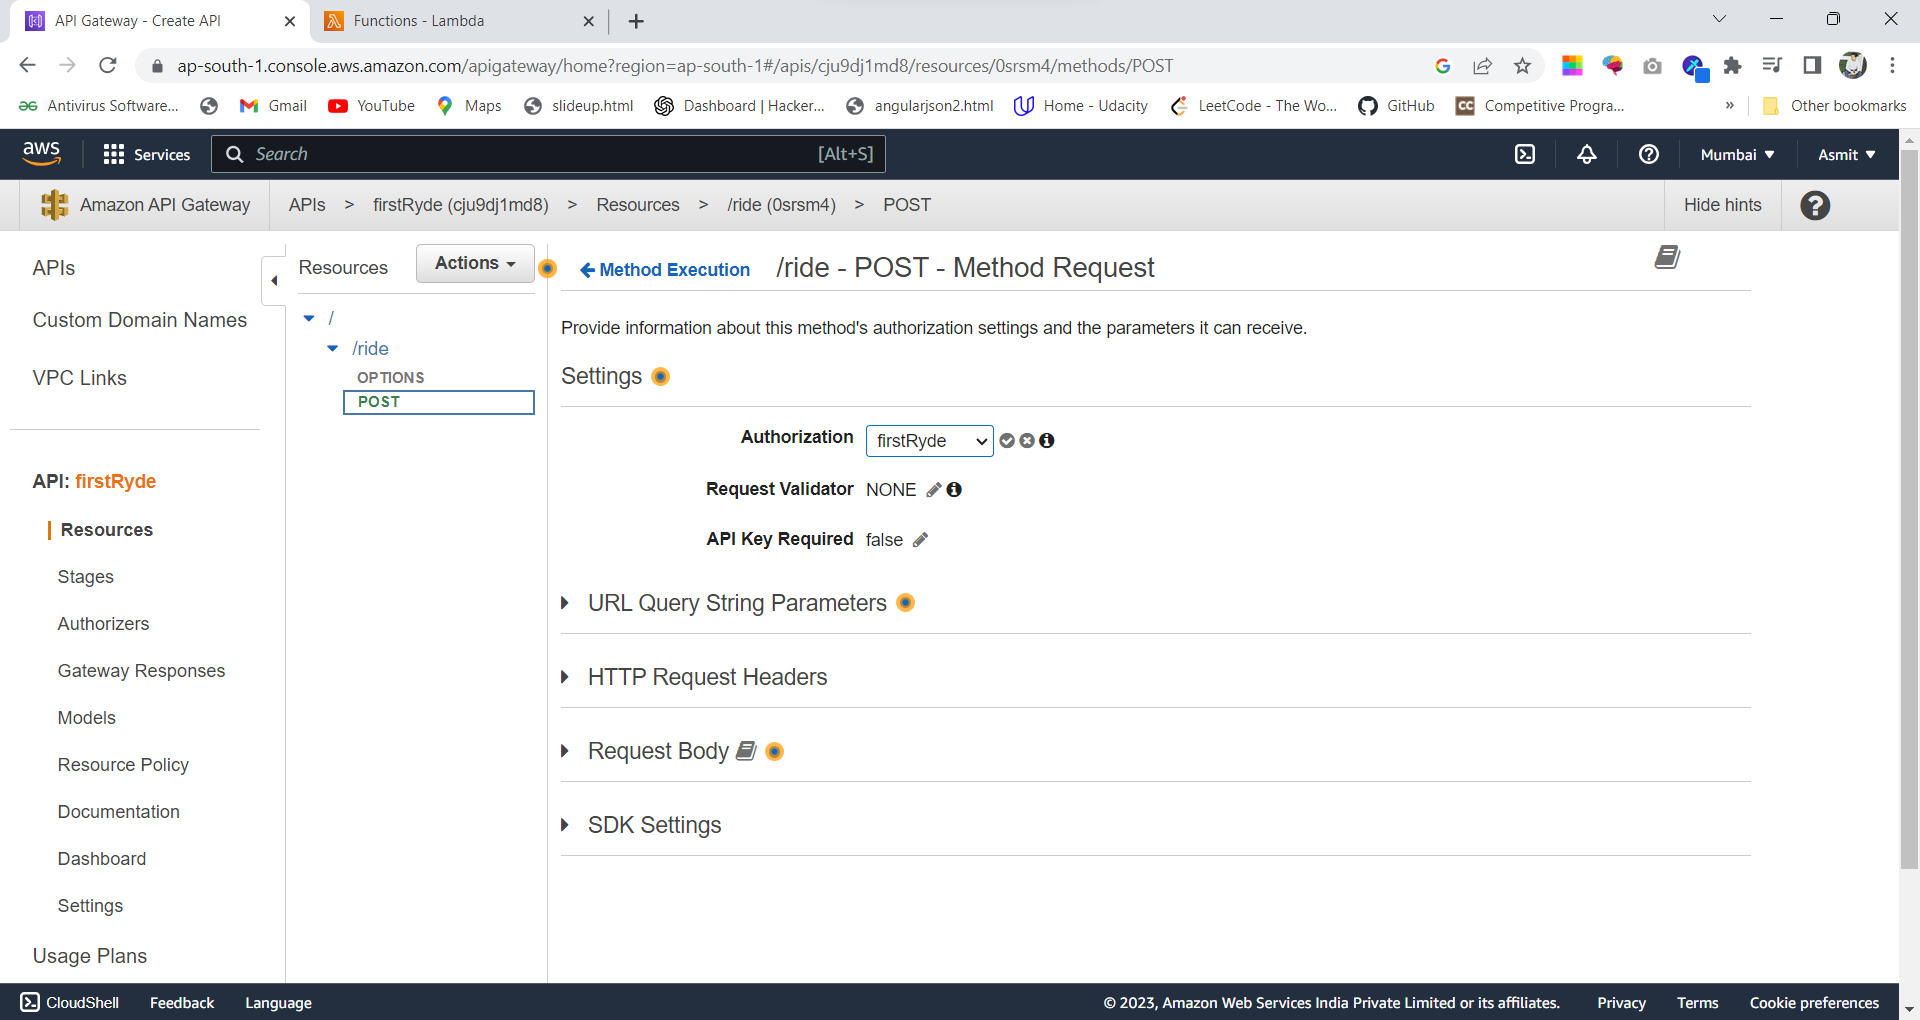 API Gateway - Create API
Functions - Lambda
ap-south-1.console.aws.amazon.com/apigateway/home?region=ap-south-1#/apis/cju9dj1md8/resources/0srsm4/methods/POST
Antivirus Software... Gmail YouTube Maps slideup.html Dashboard | Hacker... angularjson2.html Home - Udacity LeetCode - The Wo... GitHub CC Competitive Progra... » Other bookmarks
aws Services Search [Alt+S] Mumbai Asmit
Amazon API Gateway APIs > firstRyde (cju9dj1md8) > Resources > /ride (0srsm4) > POST Hide hints
APIs
Custom Domain Names
VPC Links
API: firstRyde
Resources
Stages
Authorizers
Gateway Responses
Models
Resource Policy
Documentation
Dashboard
Settings
Usage Plans
Resources Actions
/
/ride
OPTIONS
POST
Method Execution /ride - POST - Method Request
Provide information about this method's authorization settings and the parameters it can receive.
Settings
Authorization firstRyde
Request Validator NONE
API Key Required false
URL Query String Parameters
HTTP Request Headers
Request Body
SDK Settings
CloudShell Feedback Language © 2023, Amazon Web Services India Private Limited or its affiliates. Privacy Terms Cookie preferences